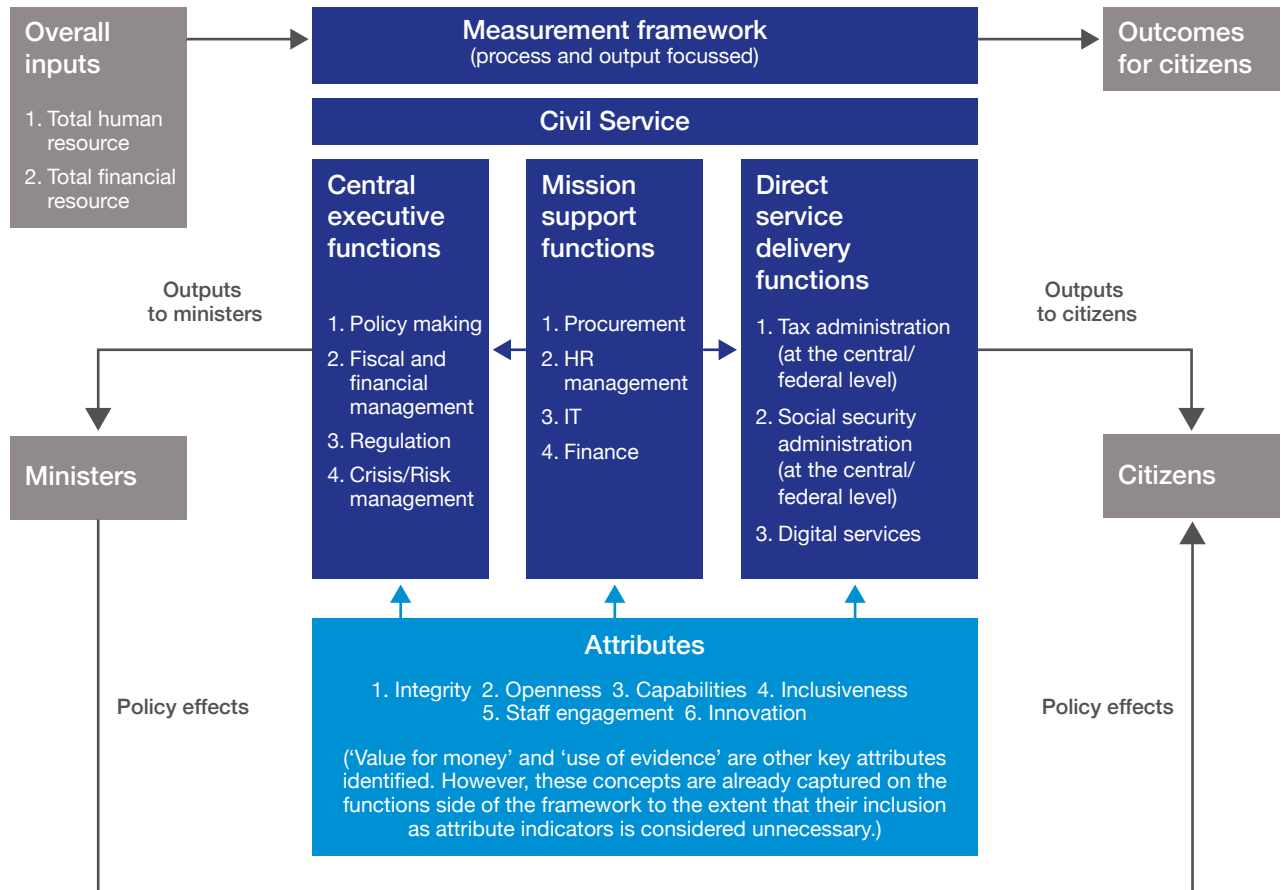 Overall
inputs
1. Total human
resource
2. Total financial
resource
Measurement framework
(process and output focussed)
Outcomes
for citizens
Civil Service
Central
executive
functions
1. Policy making
2. Fiscal and
financial
management
3. Regulation
4. Crisis/Risk
management
Mission
support
functions
1. Procurement
2. HR
management
3. IT
4. Finance
Direct
service
delivery
functions
1. Tax administration
(at the central/
federal level)
2. Social security
administration
(at the central/
federal level)
3. Digital services
Outputs
to ministers
Outputs
to citizens
Ministers
Citizens
Attributes
1. Integrity 2. Openness 3. Capabilities 4. Inclusiveness
5. Staff engagement 6. Innovation
(‘Value for money’ and ‘use of evidence’ are other key attributes
identified. However, these concepts are already captured on the
functions side of the framework to the extent that their inclusion
as attribute indicators is considered unnecessary.)
Policy effects
Policy effects